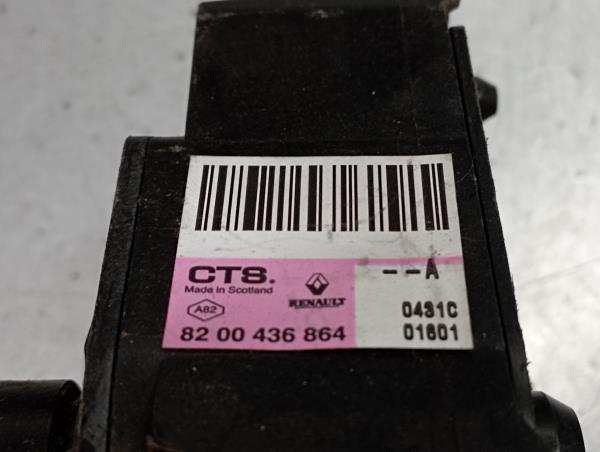 CTS.
Made in Scotland
--A
A82
RENAULT
0431C
82 00 436 864
01601